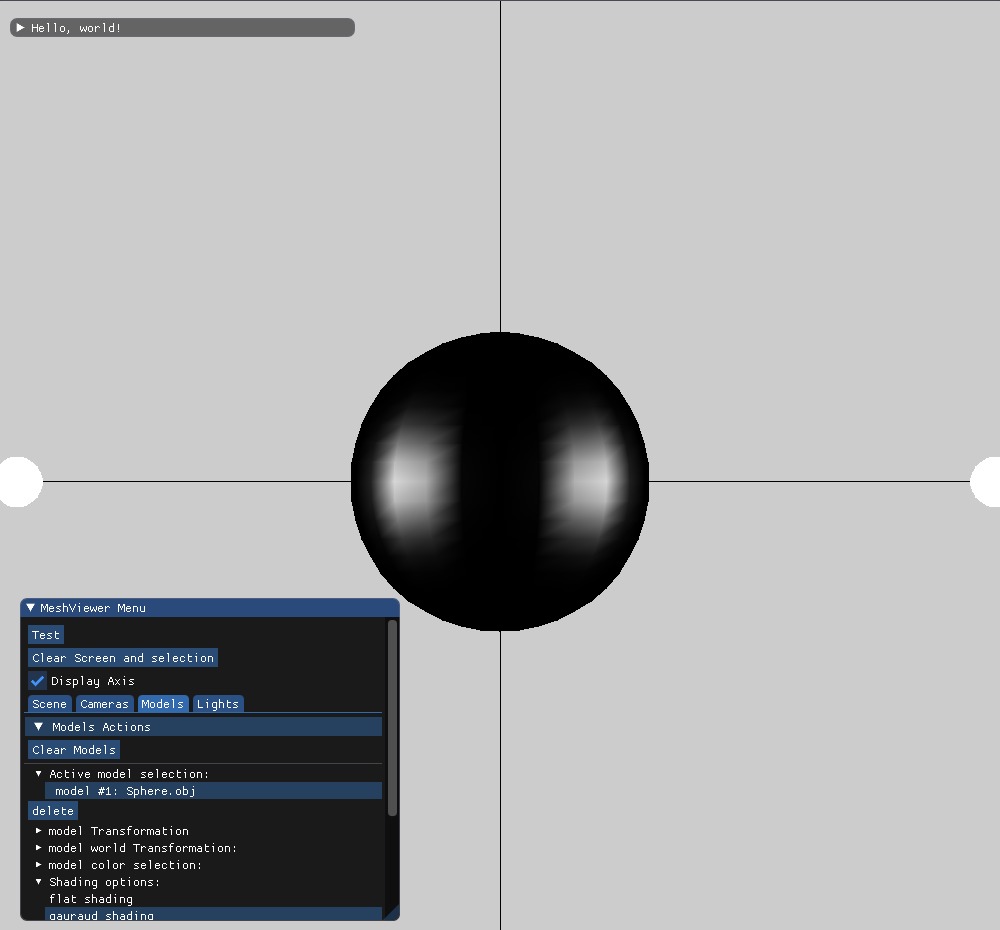 Hello, world!
MeshViewer Menu
Test
Clear Screen and selection
Display Axis
Scene Cameras Models Lights
Models Actions
Clear Models
Active model selection:
model #1: Sphere.obj
delete
model Transformation
model world Transformation:
model color selection:
Shading options:
flat shading
gauraud shading